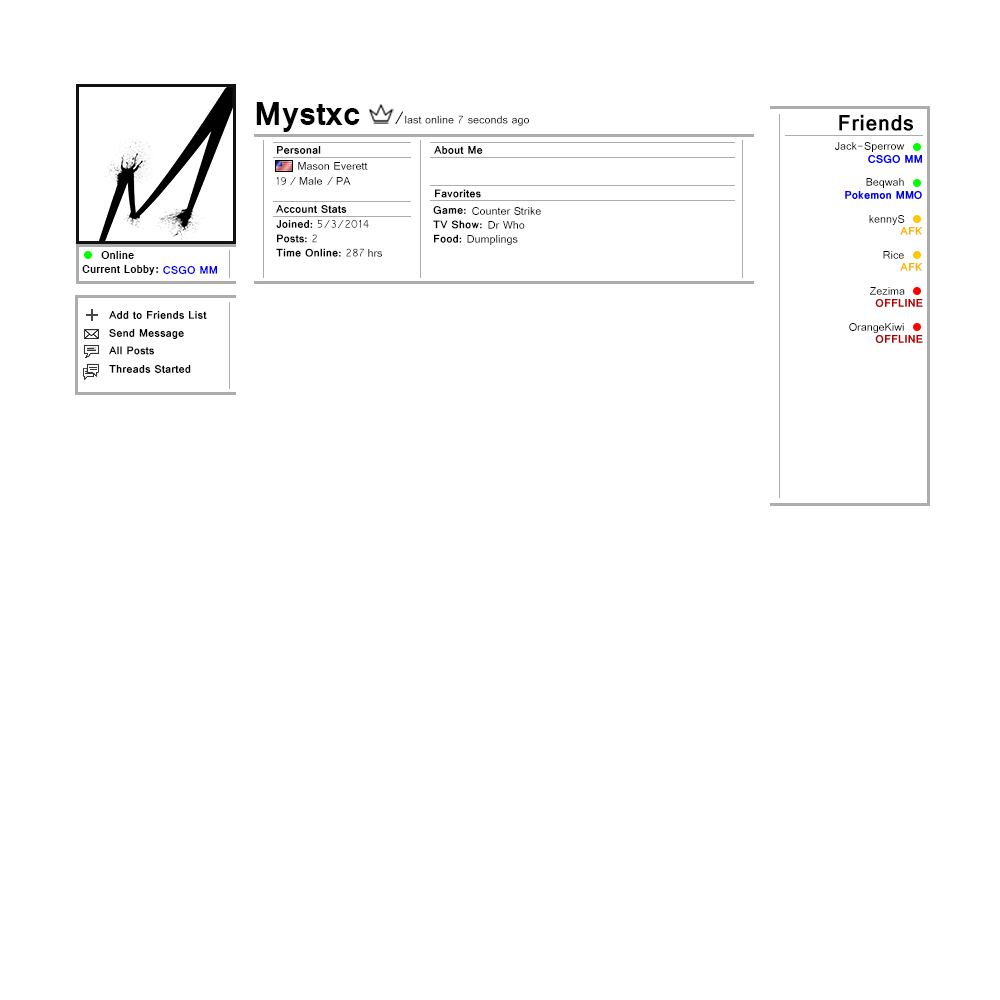 Mystxc /last online 7 seconds ago
Online
Current Lobby: CSGO MM
Add to Friends List
Send Message
All Posts
Threads Started
Personal
Mason Everett
19 / Male / PA
Account Stats
Joined: 5/3/2014
Posts: 2
Time Online: 287 hrs
About Me
Favorites
Game: Counter Strike
TV Show: Dr Who
Food: Dumplings
Friends
Jack-Sperrow
CSGO MM
Beqwah
Pokemon MMO
kennyS
AFK
Rice
AFK
Zezima
OFFLINE
OrangeKiwi
OFFLINE